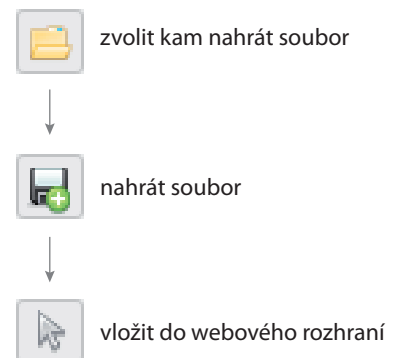 zvolit kam nahrát soubor
nahrát soubor
vložit do webového rozhraní